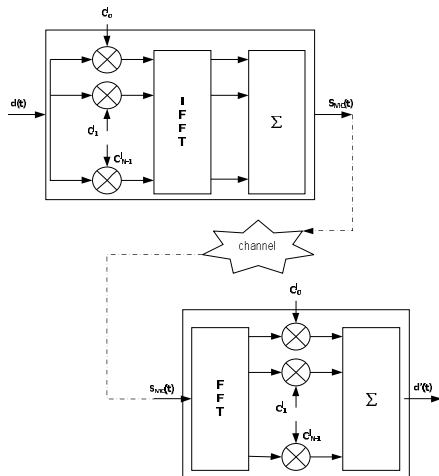 C^j_0
d(t)
C^j_1
C^j_N-1
I
F
F
T
Σ
S_MC(t)
channel
C^j_0
S_MC(t)
F
F
T
C^j_1
C^j_N-1
Σ
d'(t)